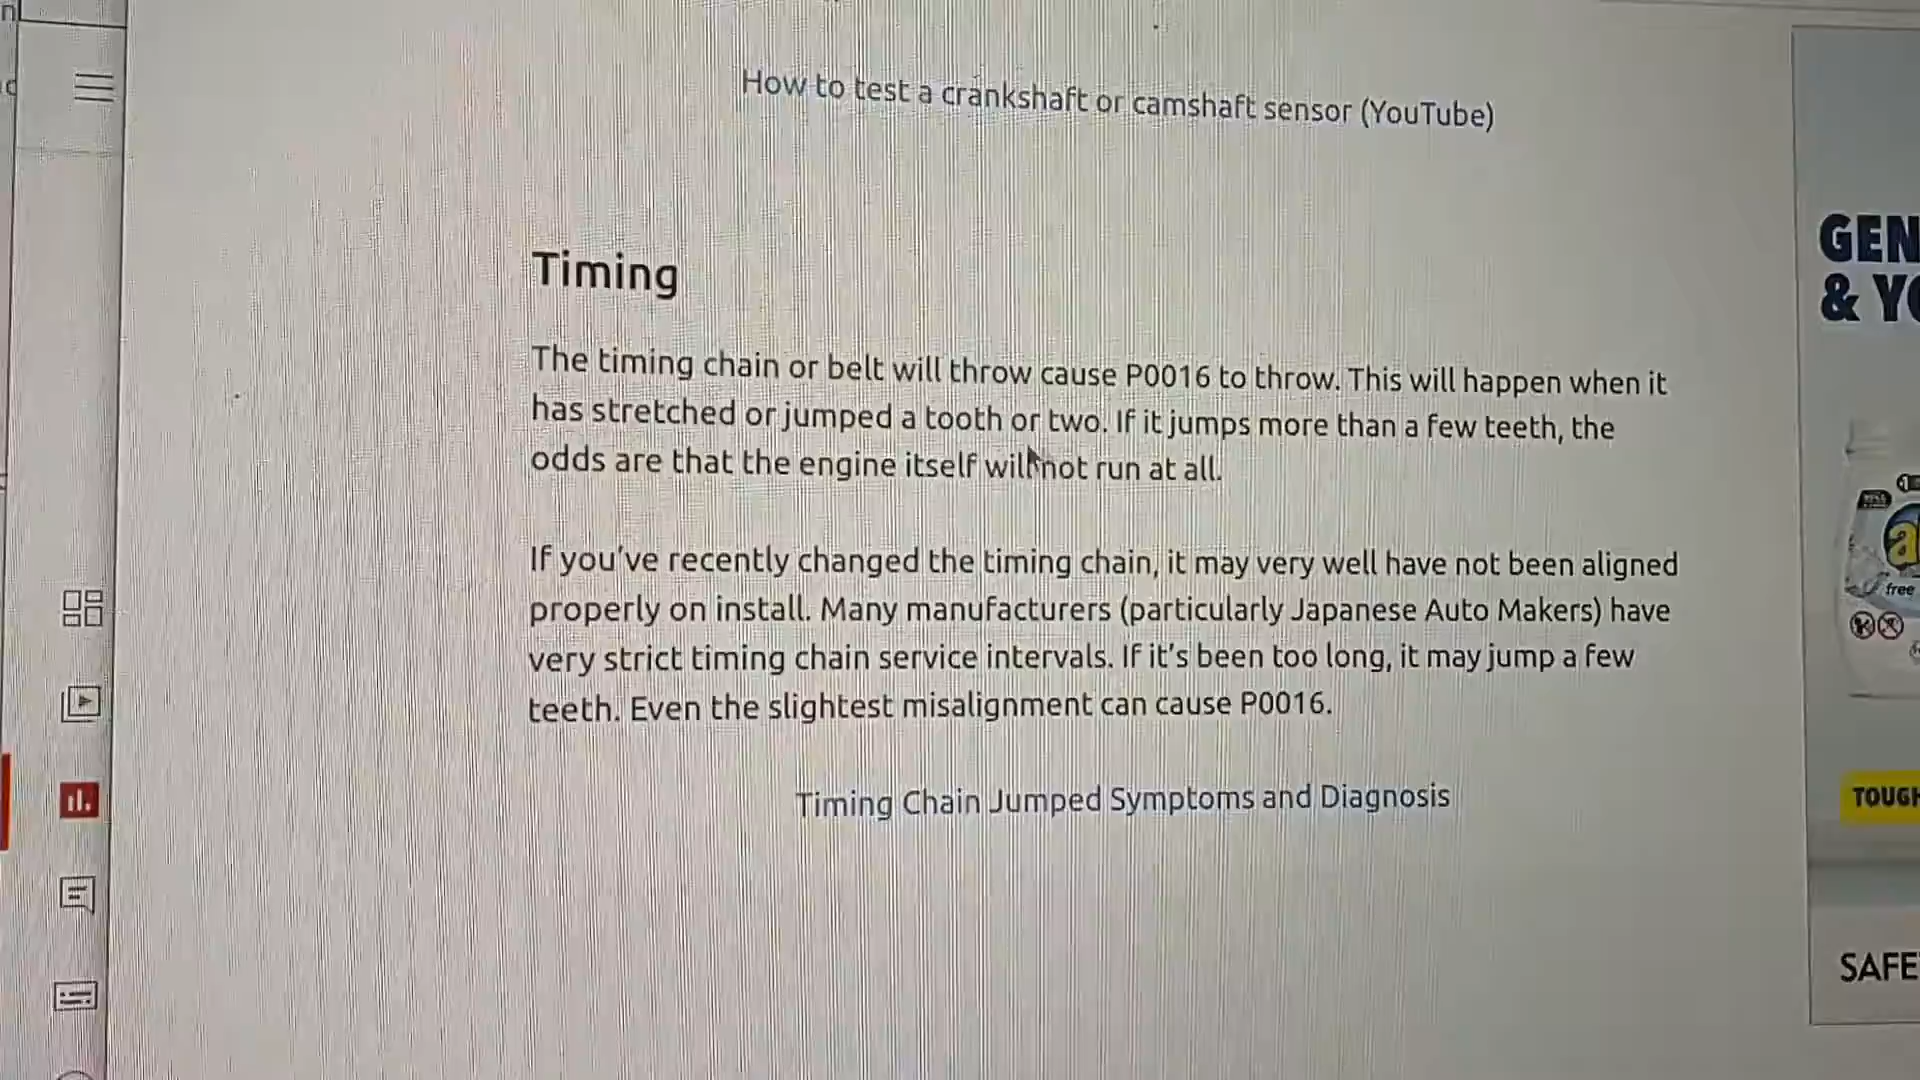 How to test a crankshaft or camshaft sensor (YouTube)
Timing
The timing chain or belt will throw cause P0016 to throw. This will happen when it
has stretched or jumped a tooth or two. If it jumps more than a few teeth, the
odds are that the engine itself will not run at all.
If you've recently changed the timing chain, it may very well have not been aligned
properly on install. Many manufacturers (particularly Japanese Auto Makers) have
very strict timing chain service intervals. If it's been too long, it may jump a few
teeth. Even the slightest misalignment can cause P0016.
Timing Chain Jumped Symptoms and Diagnosis
GEN
& YO
a
free
TOUGH
SAFE